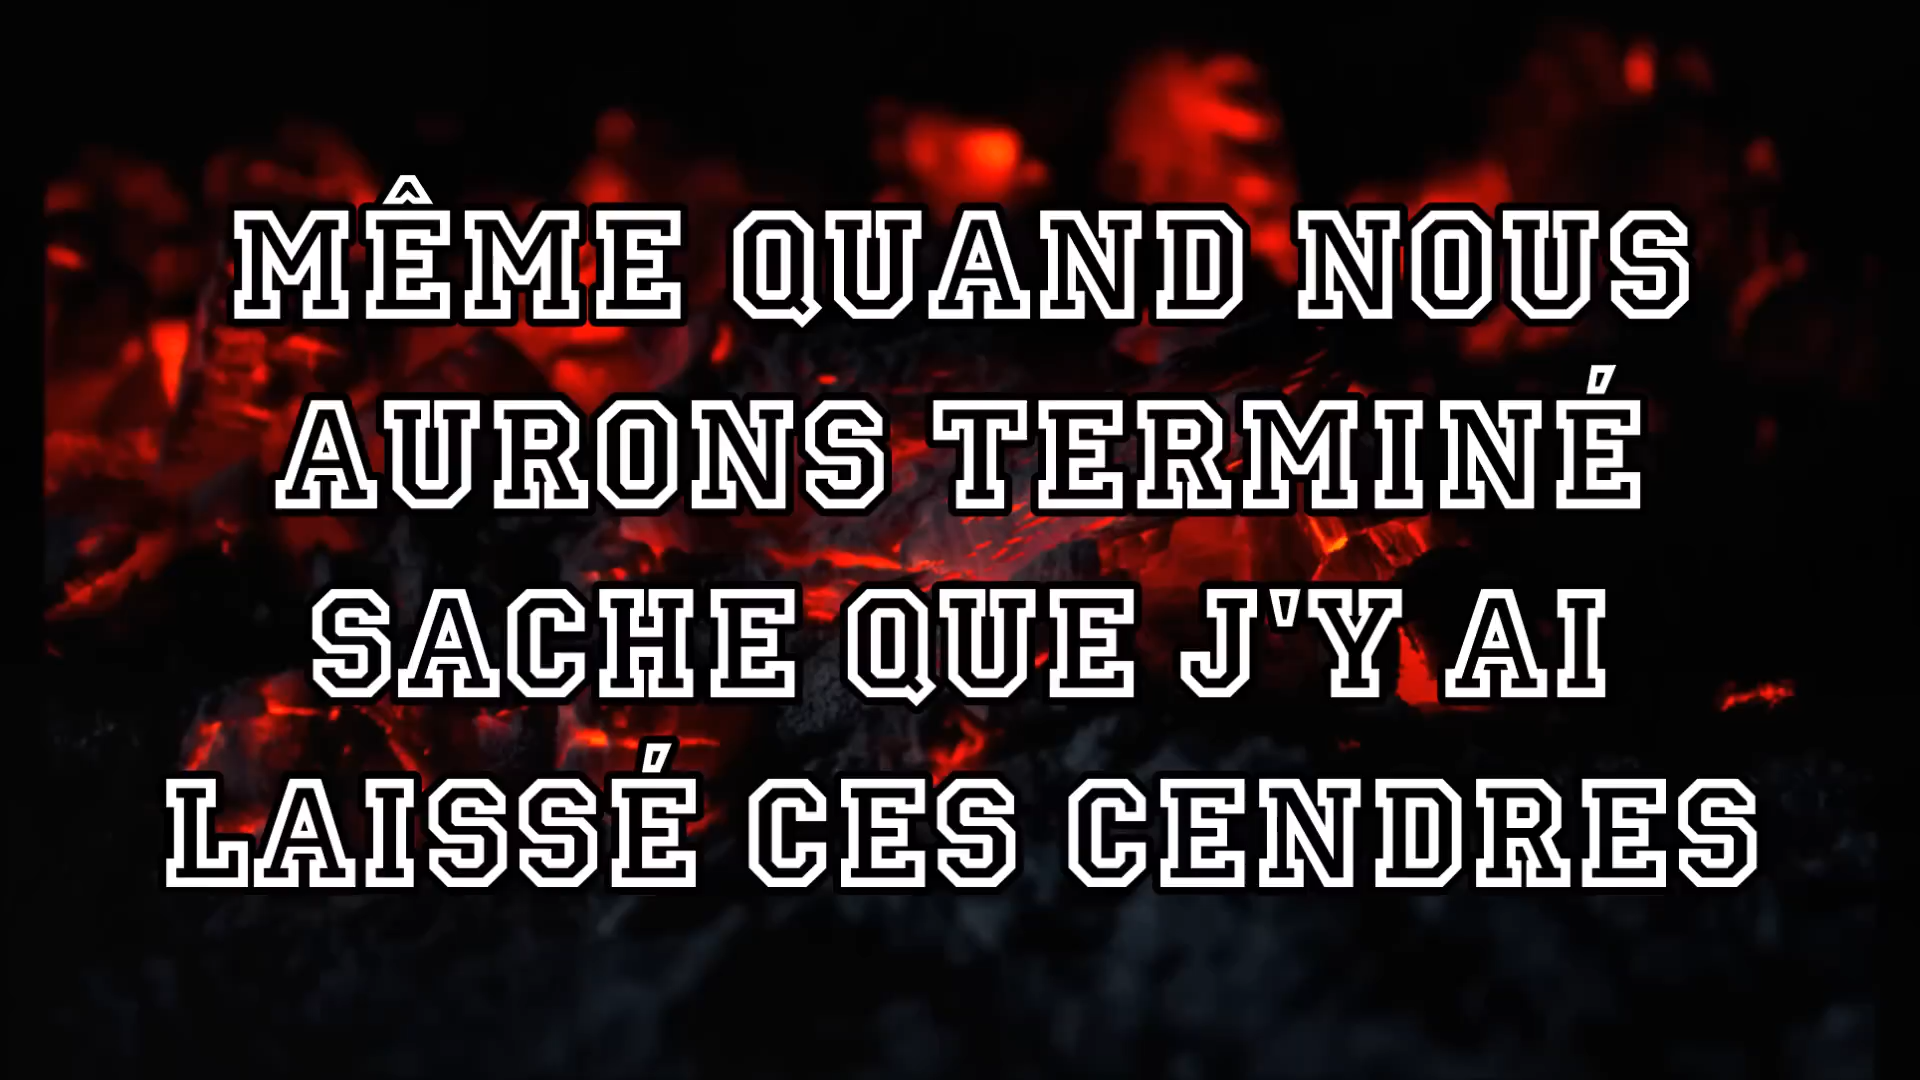 MÊME QUAND NOUS
AURONS TERMINÉ
SACHE QUE J'Y AI
LAISSÉ CES CENDRES